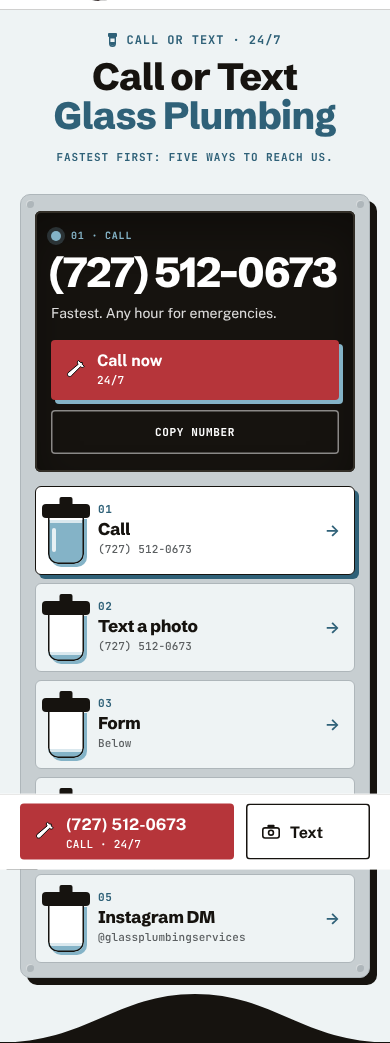 CALL OR TEXT · 24/7
Call or Text
Glass Plumbing
FASTEST FIRST: FIVE WAYS TO REACH US.
01 · CALL
(727) 512-0673
Fastest. Any hour for emergencies.
Call now
24/7
COPY NUMBER
01
Call
(727) 512-0673
02
Text a photo
(727) 512-0673
03
Form
Below
(727) 512-0673
CALL · 24/7
Text
05
Instagram DM
@glassplumbingservices